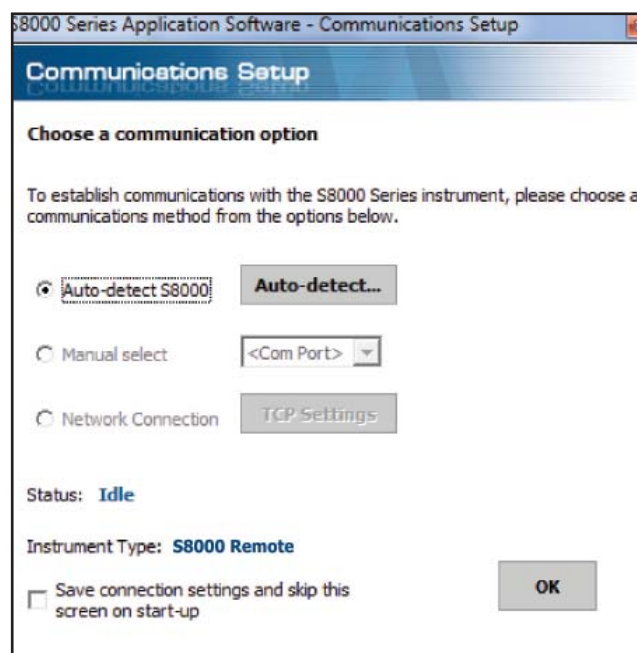 S8000 Series Application Software - Communications Setup
Communications Setup
Choose a communication option
To establish communications with the S8000 Series instrument, please choose a
communications method from the options below.
Auto-detect S8000
Auto-detect...
Manual select
<Com Port>
Network Connection
TCP Settings
Status: Idle
Instrument Type: S8000 Remote
Save connection settings and skip this
screen on start-up
OK